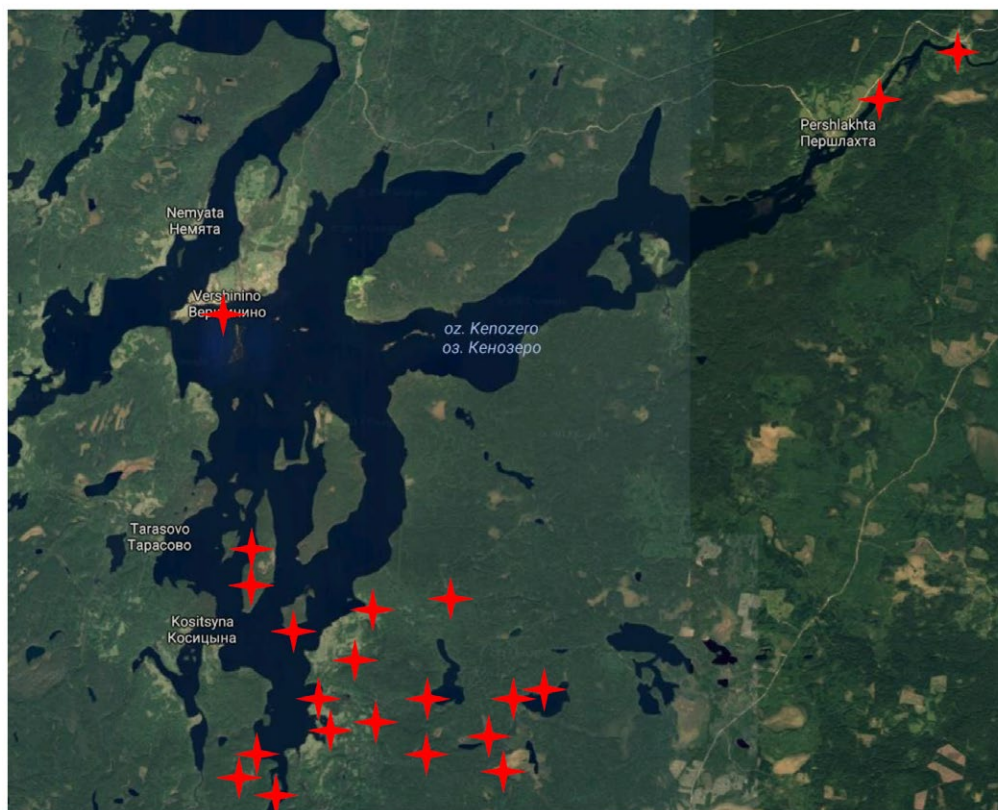 Pershlakhta
Першлахта
Nemyata
Немята
Vershinino
oz. Kenozero
оз. Кенозеро
Tarasovo
Тарасово
Kositsyna
Косицына